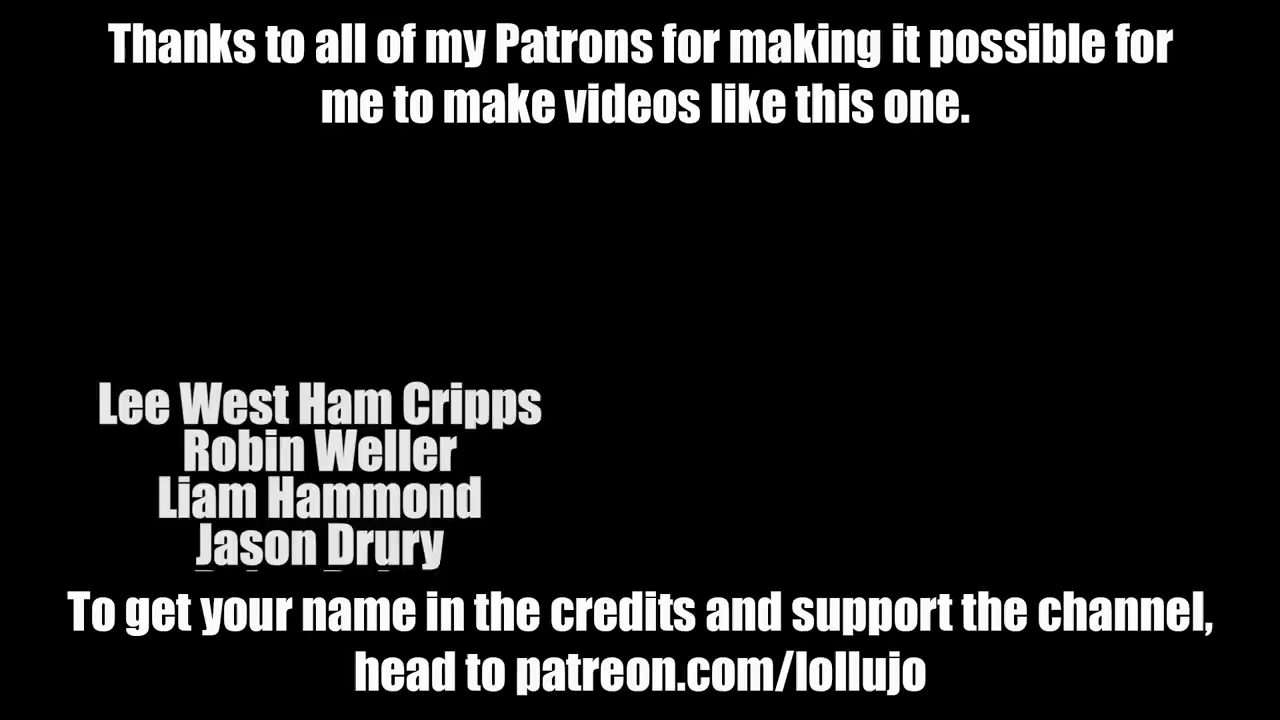 Thanks to all of my Patrons for making it possible for
me to make videos like this one.
Lee West Ham Cripps
Robin Weller
Liam Hammond
Jason Drury
To get your name in the credits and support the channel,
head to patreon.com/lollujo